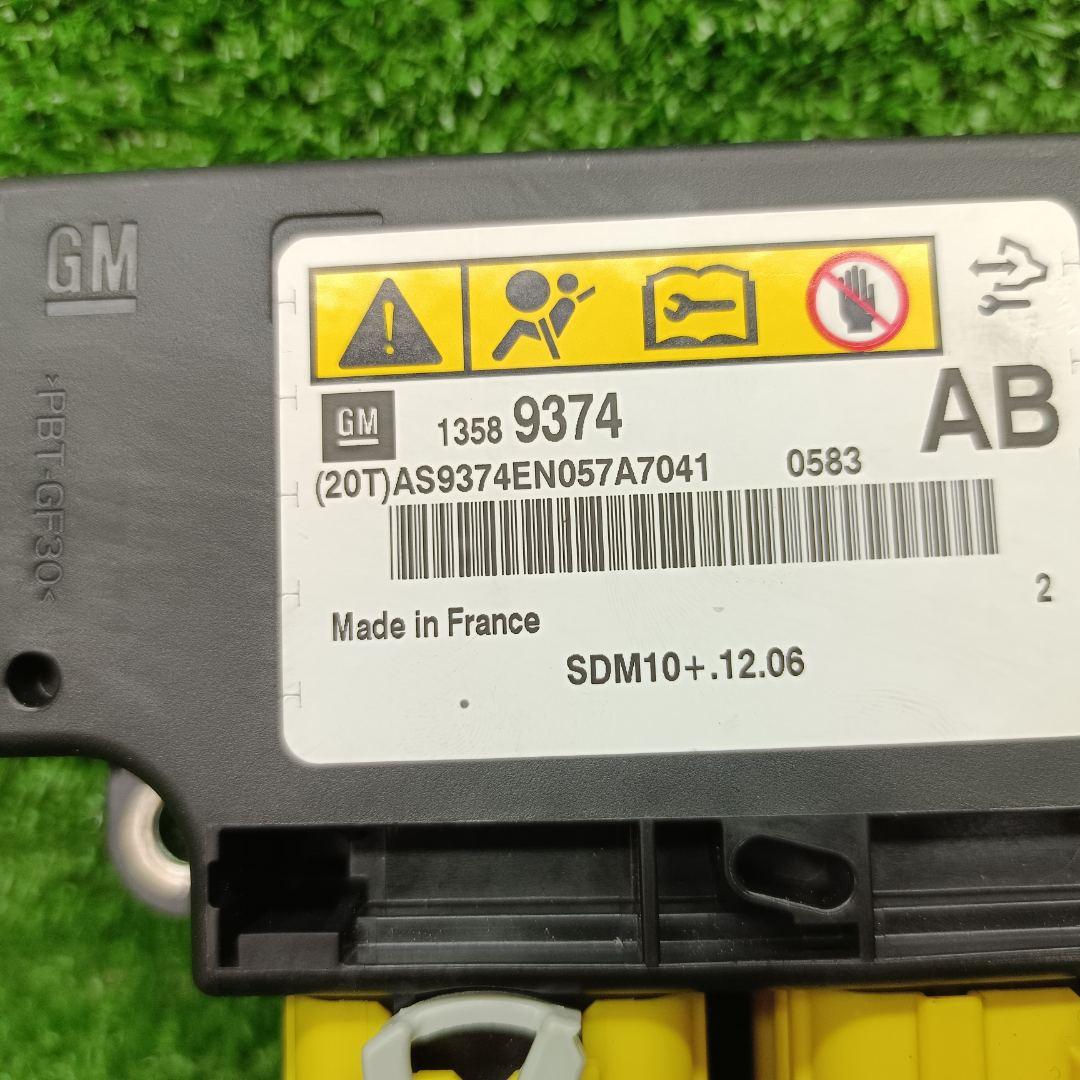 GM
>PBT-GF30<
GM 1358 9374 AB
(20T)AS9374EN057A7041 0583
2
Made in France
SDM10+.12.06